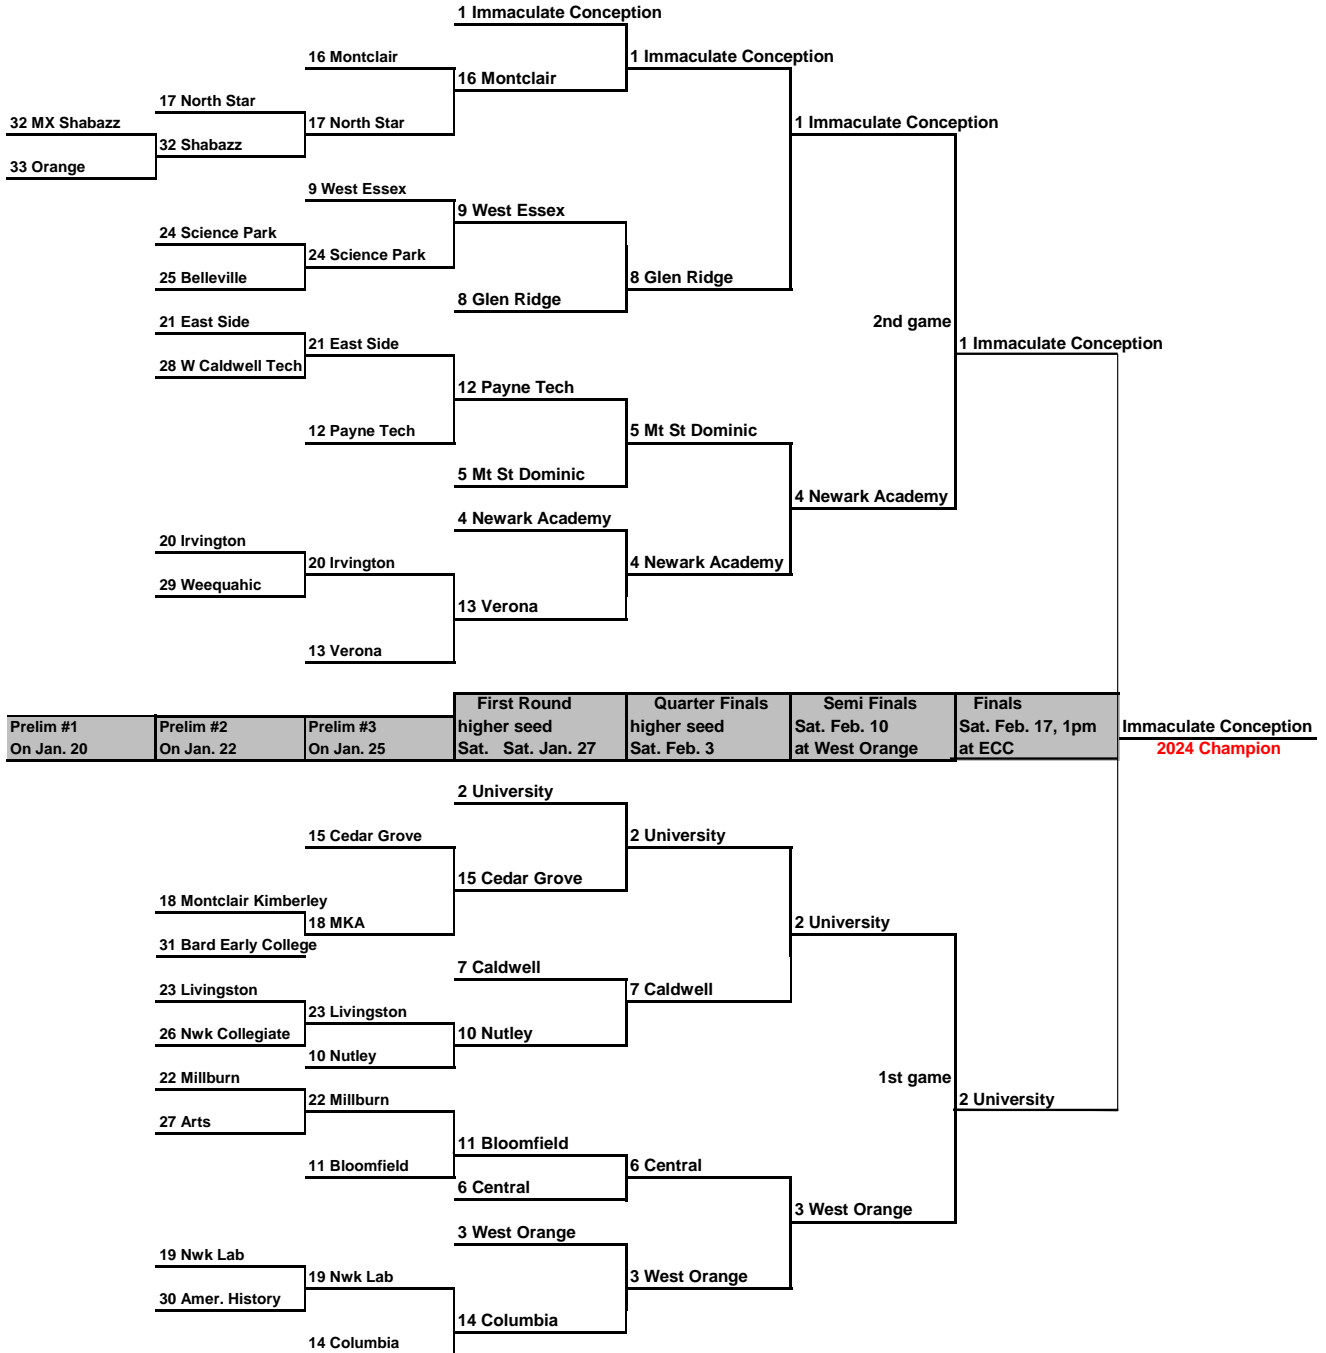 1 Immaculate Conception
16 Montclair
1 Immaculate Conception
16 Montclair
17 North Star
32 MX Shabazz
17 North Star
1 Immaculate Conception
32 Shabazz
33 Orange
9 West Essex
9 West Essex
24 Science Park
24 Science Park
25 Belleville
8 Glen Ridge
8 Glen Ridge
21 East Side
2nd game
21 East Side
1 Immaculate Conception
28 W Caldwell Tech
12 Payne Tech
12 Payne Tech
5 Mt St Dominic
5 Mt St Dominic
4 Newark Academy
4 Newark Academy
20 Irvington
20 Irvington
4 Newark Academy
29 Weequahic
13 Verona
13 Verona
First Round
Quarter Finals
Semi Finals
Finals
Prelim #1
Prelim #2
Prelim #3
higher seed
higher seed
Sat. Feb. 10
Sat. Feb. 17, 1pm
Immaculate Conception
On Jan. 20
On Jan. 22
On Jan. 25
Sat. Sat. Jan. 27
Sat. Feb. 3
at West Orange
at ECC
2024 Champion
2 University
15 Cedar Grove
2 University
15 Cedar Grove
18 Montclair Kimberley
18 MKA
2 University
31 Bard Early College
7 Caldwell
23 Livingston
7 Caldwell
23 Livingston
26 Nwk Collegiate
10 Nutley
10 Nutley
22 Millburn
1st game
22 Millburn
2 University
27 Arts
11 Bloomfield
11 Bloomfield
6 Central
6 Central
3 West Orange
3 West Orange
19 Nwk Lab
19 Nwk Lab
3 West Orange
30 Amer. History
14 Columbia
14 Columbia